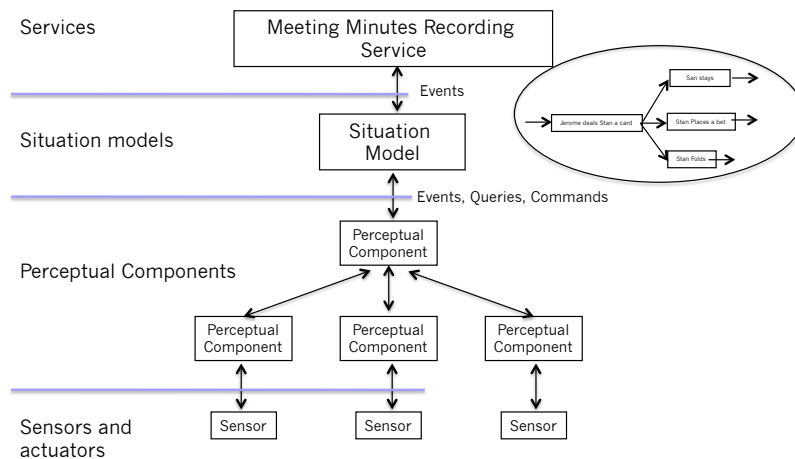 Services
Meeting Minutes Recording
Service
Events
San stays
Jerome deals Stan a card
Stan Places a bet
Stan Folds
Situation models
Situation
Model
Events, Queries, Commands
Perceptual
Component
Perceptual Components
Perceptual
Component
Perceptual
Component
Perceptual
Component
Sensors and
actuators
Sensor
Sensor
Sensor